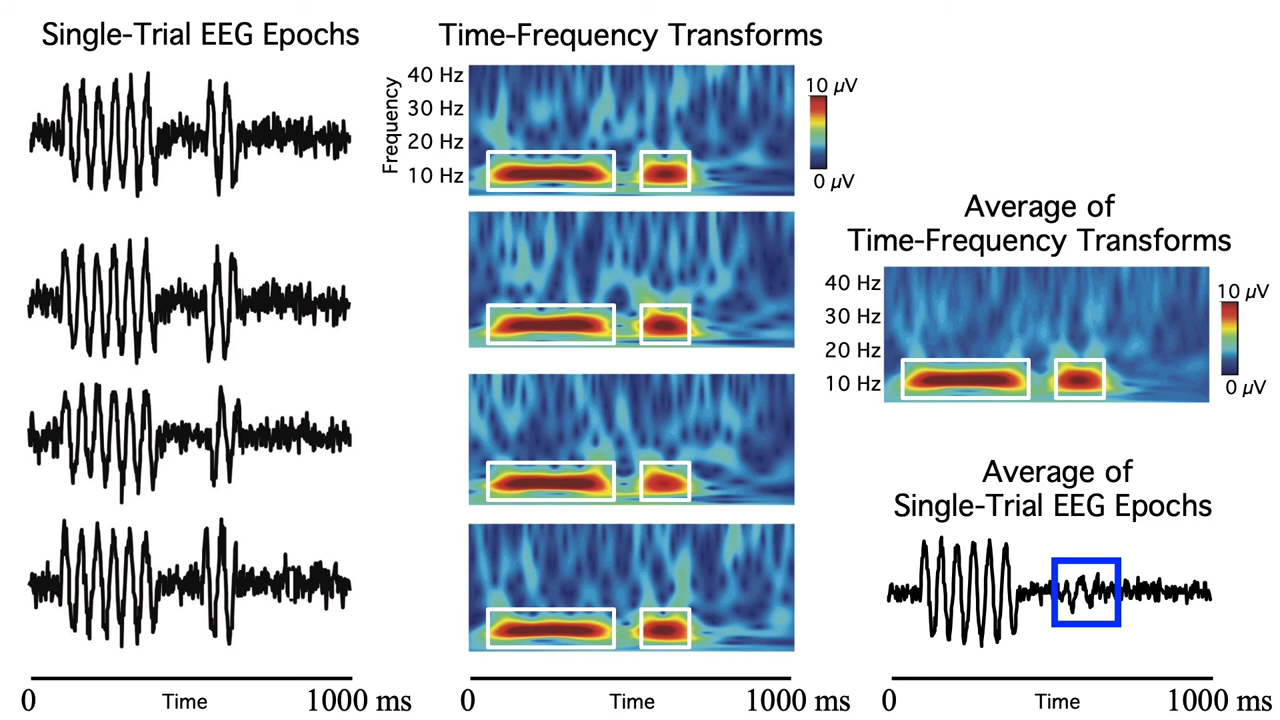 Single-Trial EEG Epochs
Time-Frequency Transforms
Frequency
40 Hz
30 Hz
20 Hz
10 Hz
10 µV
0 µV
Average of
Time-Frequency Transforms
40 Hz
30 Hz
20 Hz
10 Hz
10 µV
0 µV
Average of
Single-Trial EEG Epochs
0 Time 1000 ms
0 Time 1000 ms
0 Time 1000 ms